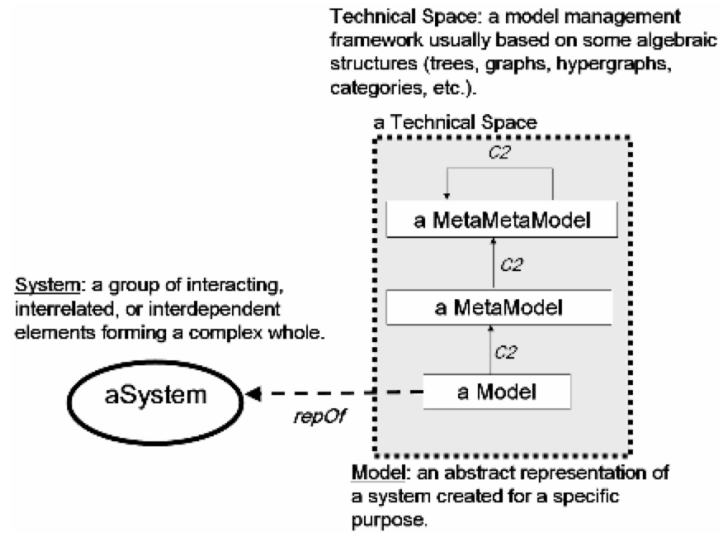 Technical Space: a model management
framework usually based on some algebraic
structures (trees, graphs, hypergraphs,
categories, etc.).
a Technical Space
C2
a MetaMetaModel
C2
System: a group of interacting,
interrelated, or interdependent
elements forming a complex whole.
a MetaModel
C2
aSystem
repOf
a Model
Model: an abstract representation of
a system created for a specific
purpose.